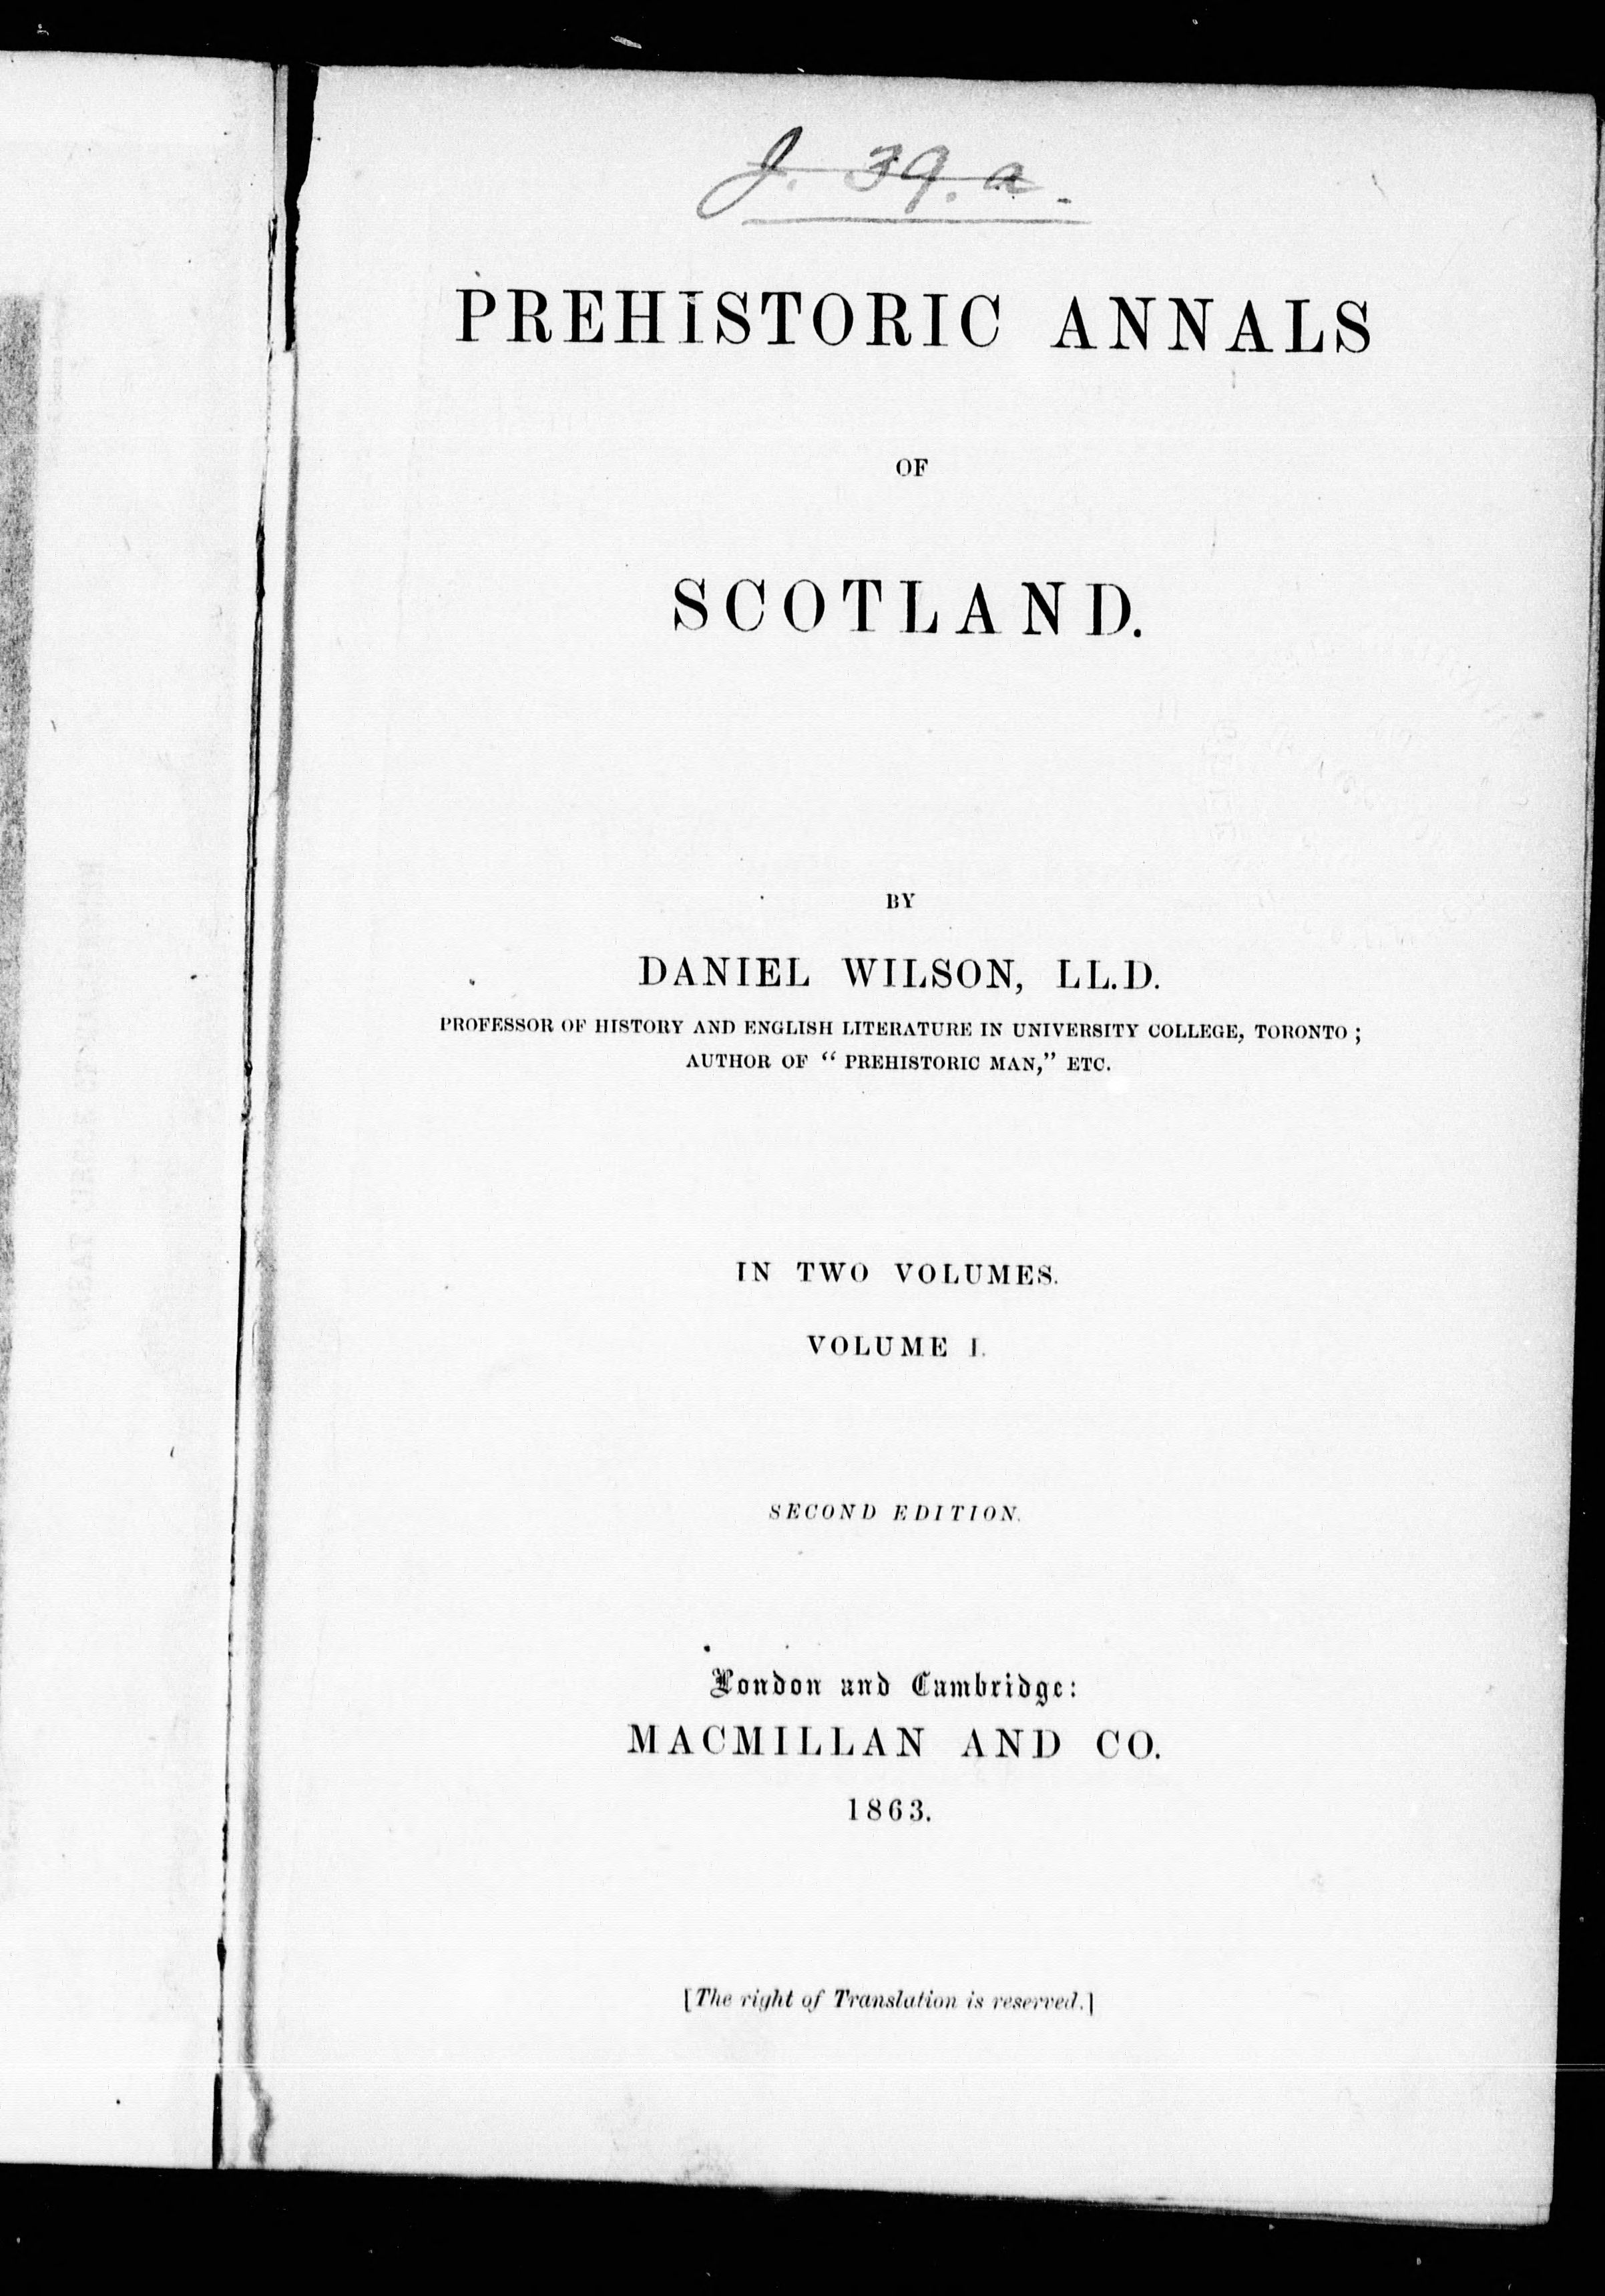 J. 39. a.
PREHISTORIC ANNALS
OF
SCOTLAND.
BY
DANIEL WILSON, LL.D.
PROFESSOR OF HISTORY AND ENGLISH LITERATURE IN UNIVERSITY COLLEGE, TORONTO;
AUTHOR OF "PREHISTORIC MAN," ETC.
IN TWO VOLUMES.
VOLUME I.
SECOND EDITION.
London and Cambridge:
MACMILLAN AND CO.
1863.
[The right of Translation is reserved.]